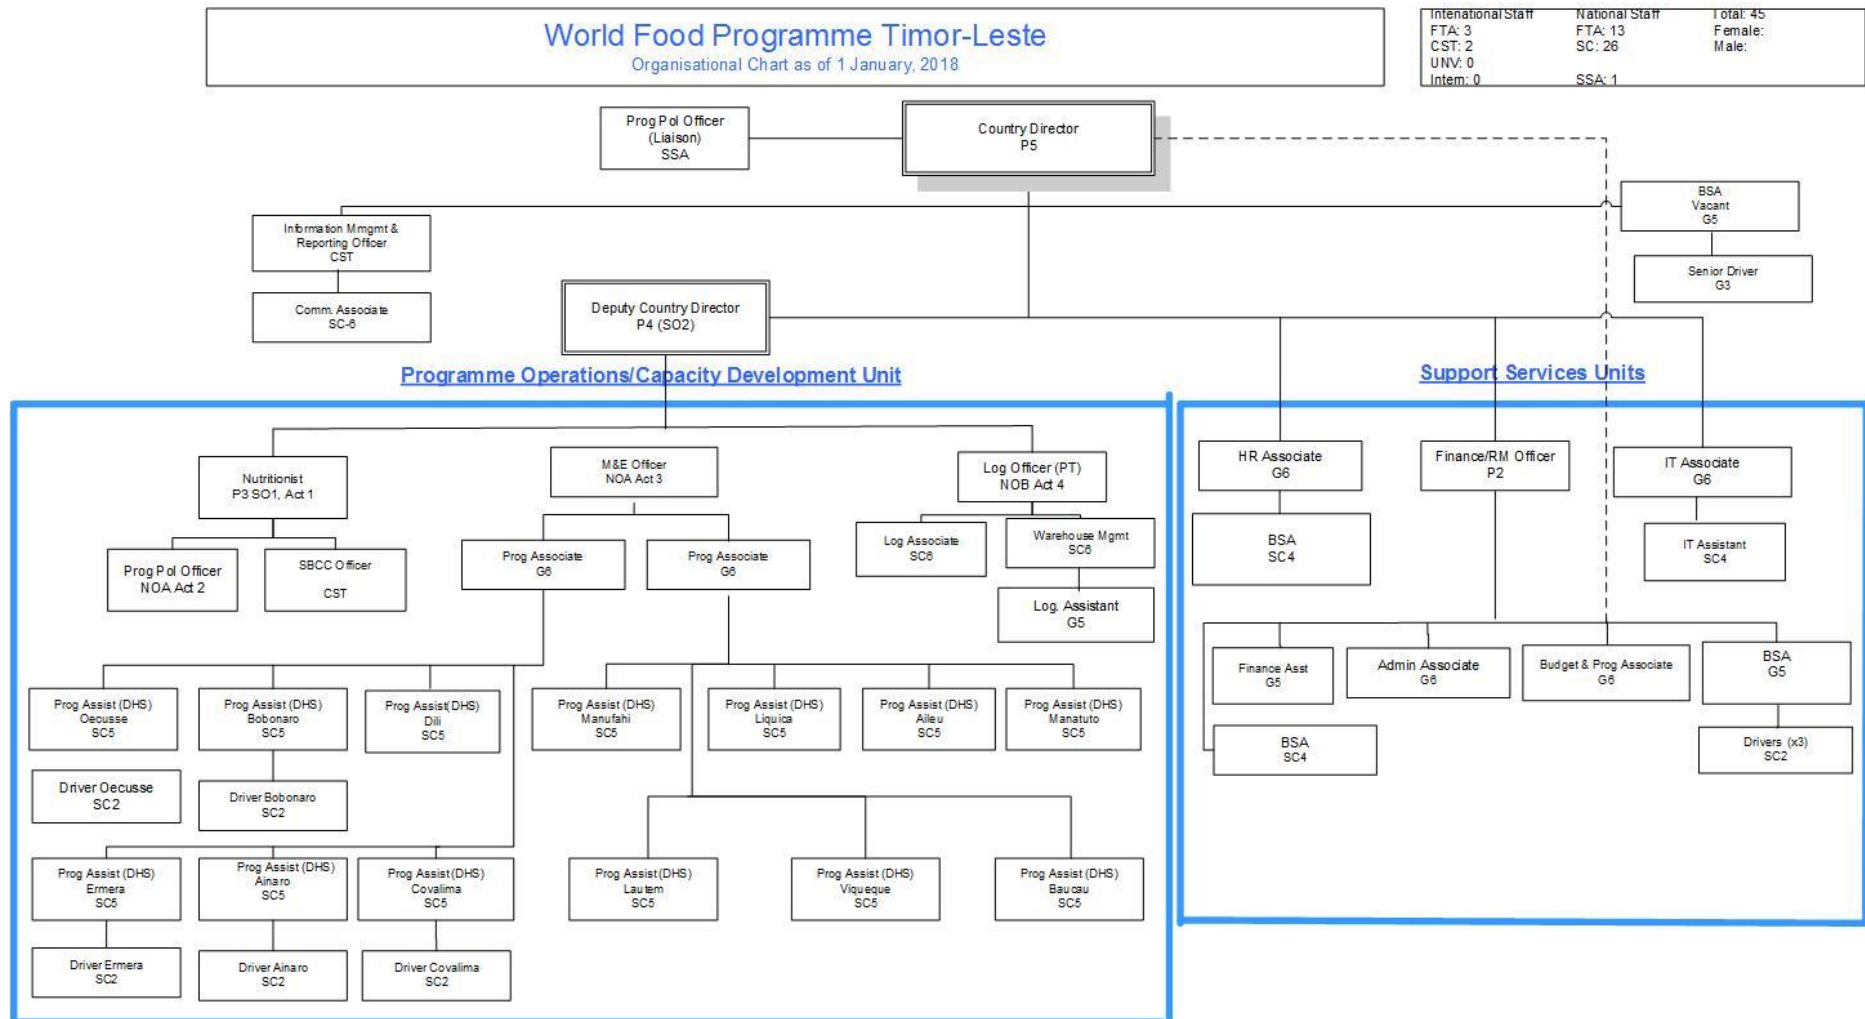 World Food Programme Timor-Leste
Organisational Chart as of 1 January, 2018
Intenational Staff
FTA: 3
CST: 2
UNV: 0
Intern: 0
National Staff
FTA: 13
SC: 26
SSA: 1
Total: 45
Female:
Male:
Prog Pol Officer
(Liaison)
SSA
Country Director
P5
BSA
Vacant
G5
Senior Driver
G3
Information Mmgmt &
Reporting Officer
CST
Comm. Associate
SC-6
Deputy Country Director
P4 (SO2)
Programme Operations/Capacity Development Unit
Nutritionist
P3 SO1, Act 1
M&E Officer
NOA Act 3
Log Officer (PT)
NOB Act 4
Prog Pol Officer
NOA Act 2
SBCC Officer
CST
Prog Associate
G6
Prog Associate
G6
Log Associate
SC6
Warehouse Mgmt
SC6
Log. Assistant
G5
Prog Assist (DHS)
Oecusse
SC5
Prog Assist (DHS)
Bobonaro
SC5
Prog Assist(DHS)
Dili
SC5
Prog Assist (DHS)
Manufahi
SC5
Prog Assist (DHS)
Liquica
SC5
Prog Assist (DHS)
Aileu
SC5
Prog Assist (DHS)
Manatuto
SC5
Driver Oecusse
SC2
Driver Bobonaro
SC2
Prog Assist (DHS)
Ermera
SC5
Prog Assist (DHS)
Ainaro
SC5
Prog Assist (DHS)
Covalima
SC5
Prog Assist (DHS)
Lautem
SC5
Prog Assist (DHS)
Viqueque
SC5
Prog Assist (DHS)
Baucau
SC5
Driver Ermera
SC2
Driver Ainaro
SC2
Driver Covalima
SC2
Support Services Units
HR Associate
G6
Finance/RM Officer
P2
IT Associate
G6
BSA
SC4
IT Assistant
SC4
Finance Asst
G5
Admin Associate
G6
Budget & Prog Associate
G6
BSA
G5
BSA
SC4
Drivers (x3)
SC2